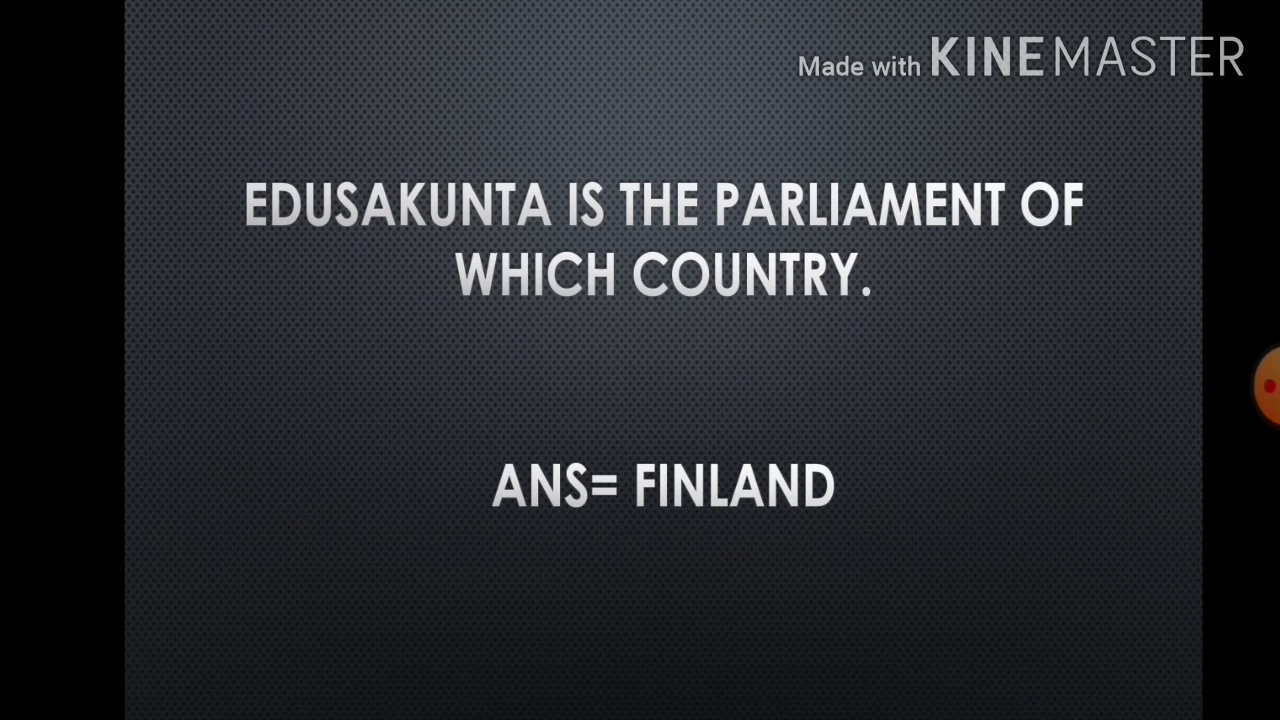 Made with KINEMASTER
EDUSAKUNTA IS THE PARLIAMENT OF
WHICH COUNTRY.
ANS= FINLAND